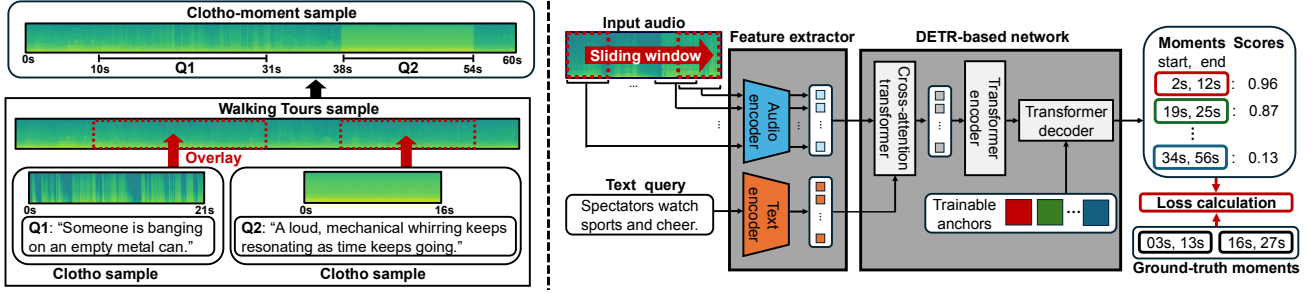 Clotho-moment sample
0s 10s Q1 31s 38s Q2 54s 60s
Walking Tours sample
Overlay
0s 21s
Q1: “Someone is banging
on an empty metal can.”
Clotho sample
0s 16s
Q2: “A loud, mechanical whirring keeps
resonating as time keeps going.”
Clotho sample
Input audio
Sliding window
...
Text query
Spectators watch
sports and cheer.
Feature extractor
Audio
encoder
Text
encoder
DETR-based network
Cross-attention
transformer
Transformer
encoder
Transformer
decoder
Trainable
anchors
...
Moments Scores
start, end
2s, 12s : 0.96
19s, 25s : 0.87
...
34s, 56s : 0.13
Loss calculation
03s, 13s 16s, 27s
Ground-truth moments